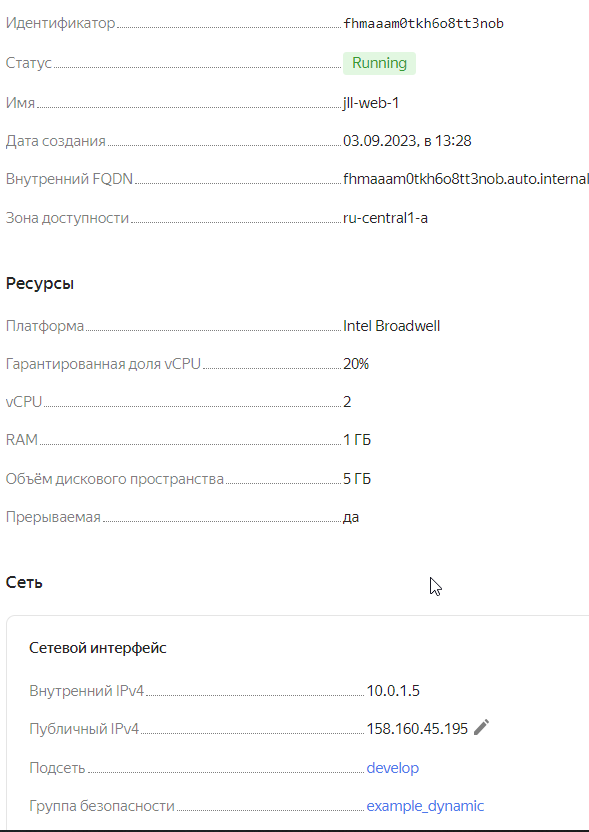 Идентификатор fhmaaam0tkh6o8tt3nob
Статус Running
Имя jll-web-1
Дата создания 03.09.2023, в 13:28
Внутренний FQDN fhmaaam0tkh6o8tt3nob.auto.internal
Зона доступности ru-central1-a
Ресурсы
Платформа Intel Broadwell
Гарантированная доля vCPU 20%
vCPU 2
RAM 1 ГБ
Объём дискового пространства 5 ГБ
Прерываемая да
Сеть
Сетевой интерфейс
Внутренний IPv4 10.0.1.5
Публичный IPv4 158.160.45.195
Подсеть develop
Группа безопасности example_dynamic